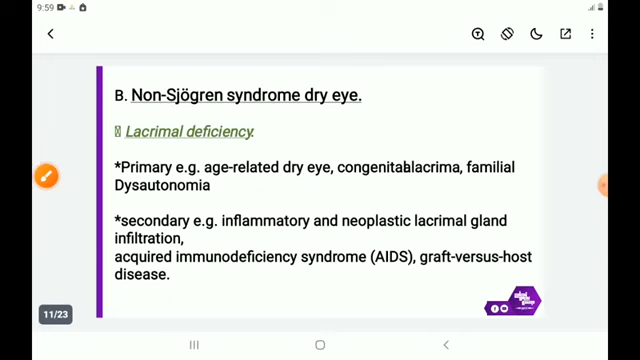 9:59
B. Non-Sjögren syndrome dry eye.
Lacrimal deficiency.
*Primary e.g. age-related dry eye, congenitalalacrima, familial
Dysautonomia
*secondary e.g. inflammatory and neoplastic lacrimal gland
infiltration,
acquired immunodeficiency syndrome (AIDS), graft-versus-host
disease.
11/23